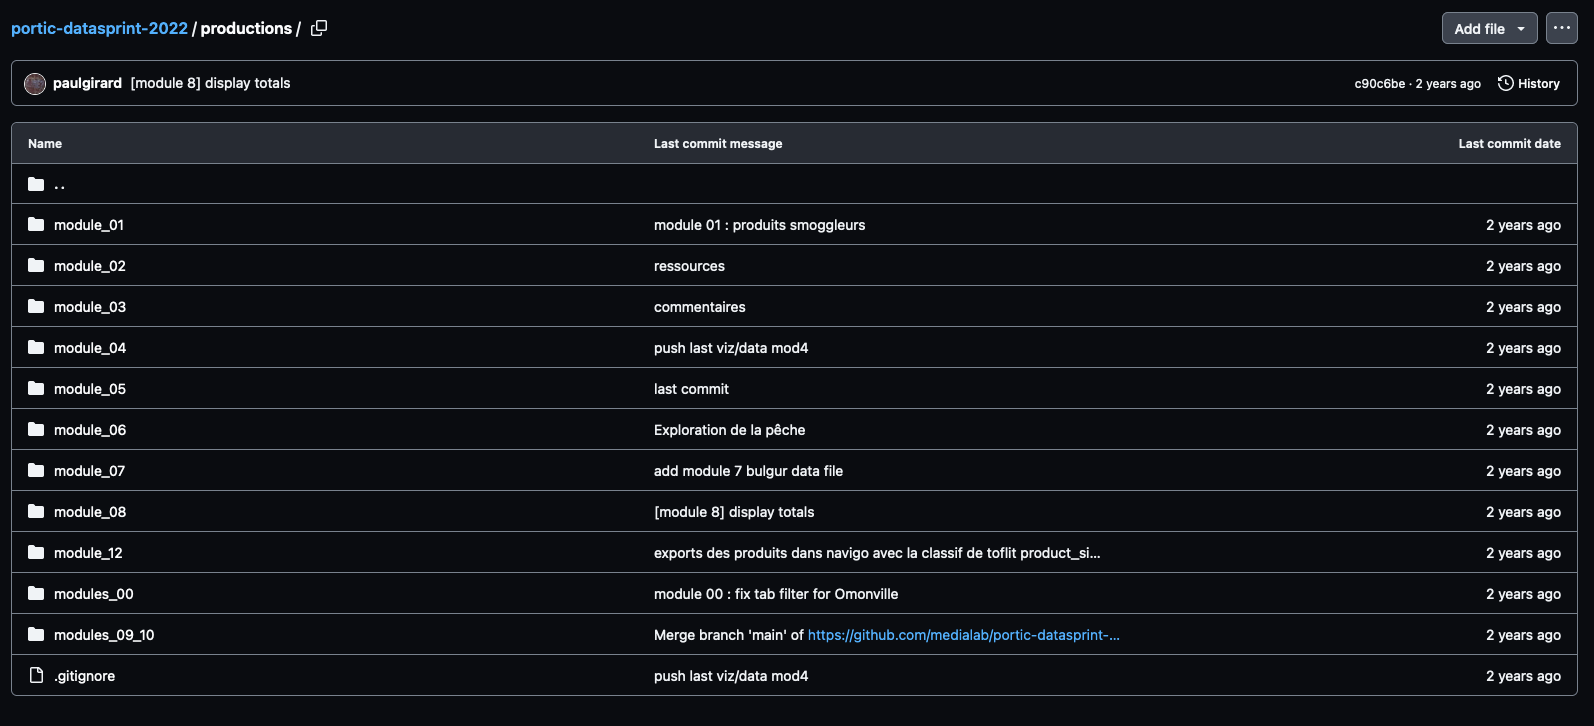 portic-datasprint-2022 / productions /
Add file
paulgirard [module 8] display totals
c90c6be · 2 years ago History
Name Last commit message Last commit date
..
module_01 module 01 : produits smoggleurs 2 years ago
module_02 ressources 2 years ago
module_03 commentaires 2 years ago
module_04 push last viz/data mod4 2 years ago
module_05 last commit 2 years ago
module_06 Exploration de la pêche 2 years ago
module_07 add module 7 bulgur data file 2 years ago
module_08 [module 8] display totals 2 years ago
module_12 exports des produits dans navigo avec la classif de toflit product_si... 2 years ago
modules_00 module 00 : fix tab filter for Omonville 2 years ago
modules_09_10 Merge branch 'main' of https://github.com/medialab/portic-datasprint-... 2 years ago
.gitignore push last viz/data mod4 2 years ago